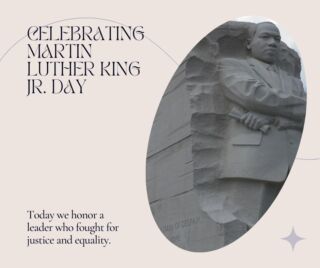 CELEBRATING
MARTIN
LUTHER KING
JR. DAY
Today we honor a
leader who fought for
justice and equality.